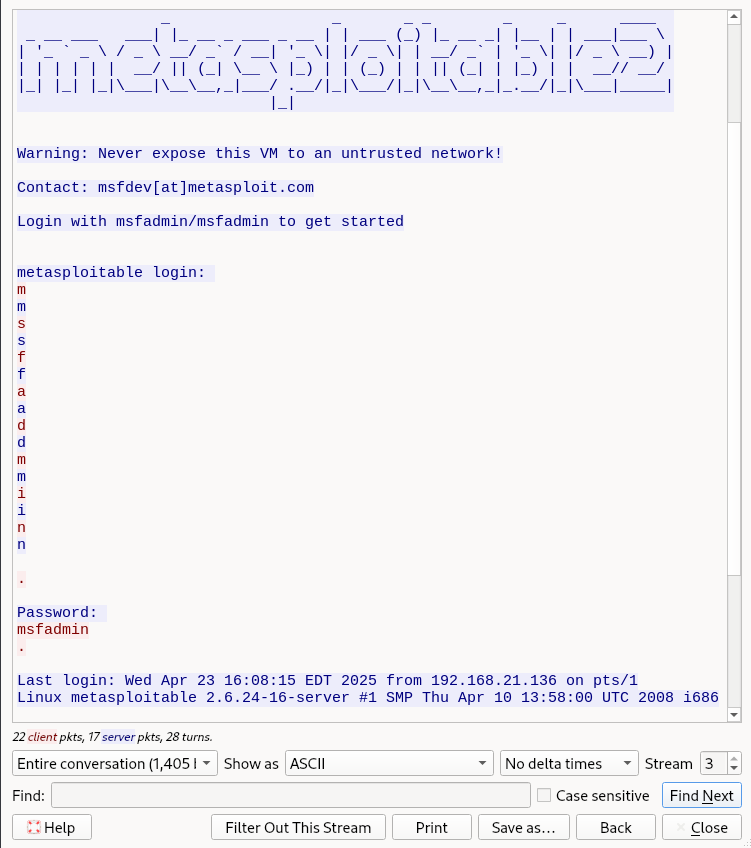 _                  _       _ _        _     _      ____
 _ __ ___   ___| |_ __ _ ___ _ __ | | ___ (_) |_ __ _| |__ | | ___|___ \
| '_ ` _ \ / _ \ __/ _` / __| '_ \| |/ _ \| | __/ _` | '_ \| |/ _ \ __) |
| | | | | |  __/ || (_| \__ \ |_) | | (_) | | || (_| | |_) | |  __// __/
|_| |_| |_|\___|\__\__,_|___/ .__/|_|\___/|_|\__\__,_|_.__/|_|\___|_____|
                            |_|
Warning: Never expose this VM to an untrusted network!
Contact: msfdev[at]metasploit.com
Login with msfadmin/msfadmin to get started
metasploitable login:
m
m
s
s
f
f
a
a
d
d
m
m
i
i
n
n
.
Password:
msfadmin
.
Last login: Wed Apr 23 16:08:15 EDT 2025 from 192.168.21.136 on pts/1
Linux metasploitable 2.6.24-16-server #1 SMP Thu Apr 10 13:58:00 UTC 2008 i686
22 client pkts, 17 server pkts, 28 turns.
Entire conversation (1,405 Show as ASCII No delta times Stream 3
Find: Case sensitive Find Next
Help Filter Out This Stream Print Save as... Back Close